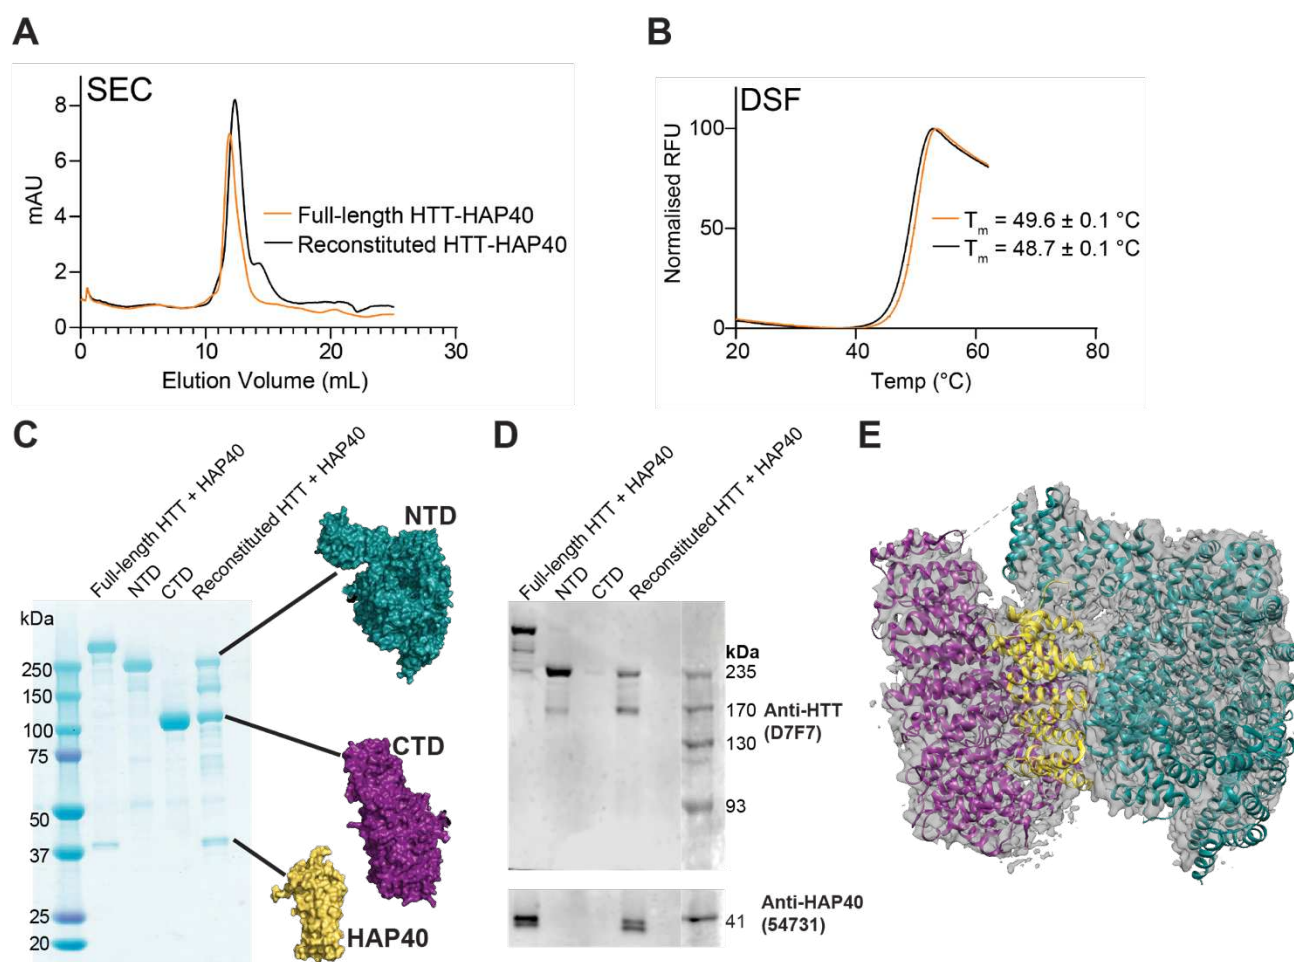 A
SEC
8
6
4
2
0
mAU
Full-length HTT-HAP40
Reconstituted HTT-HAP40
0
10
20
30
Elution Volume (mL)
B
DSF
100
50
0
Normalised RFU
Tm = 49.6 ± 0.1 °C
Tm = 48.7 ± 0.1 °C
20
40
60
80
Temp (°C)
C
Full-length HTT + HAP40
NTD
CTD
Reconstituted HTT + HAP40
kDa
250
150
100
75
50
37
25
20
NTD
CTD
HAP40
D
Full-length HTT + HAP40
NTD
CTD
Reconstituted HTT + HAP40
kDa
235
170
130
93
Anti-HTT
(D7F7)
41
Anti-HAP40
(54731)
E